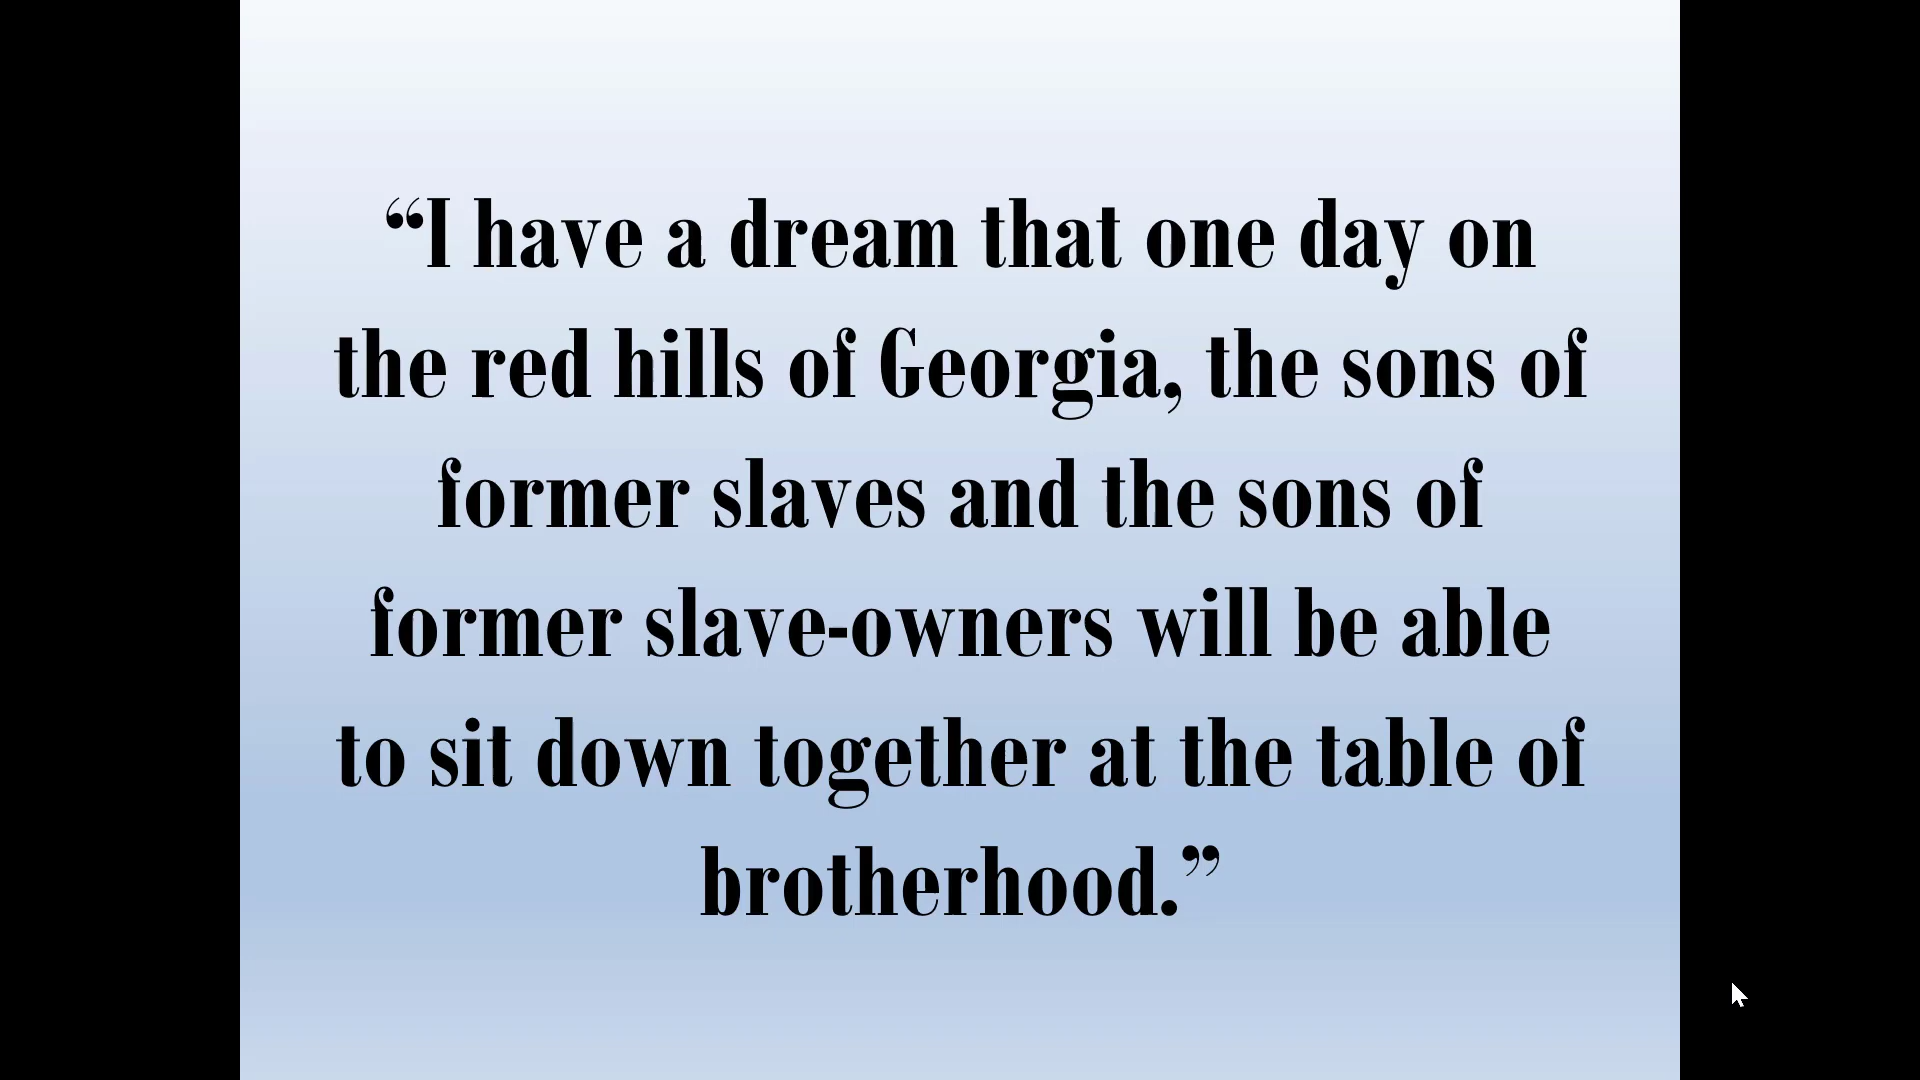 “I have a dream that one day on
the red hills of Georgia, the sons of
former slaves and the sons of
former slave-owners will be able
to sit down together at the table of
brotherhood.”